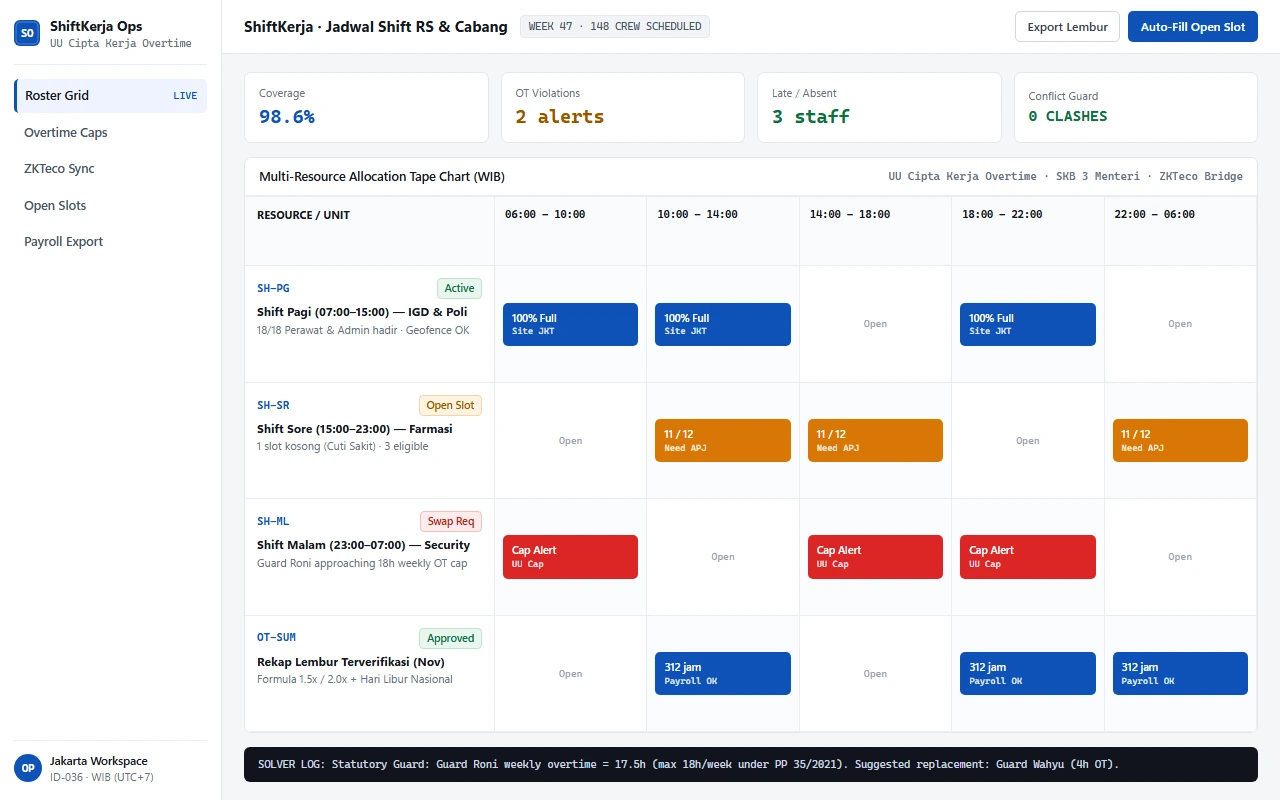 SO
ShiftKerja Ops
UU Cipta Kerja Overtime
Roster Grid
LIVE
Overtime Caps
ZKTeco Sync
Open Slots
Payroll Export
OP
Jakarta Workspace
ID-036 · WIB (UTC+7)
ShiftKerja · Jadwal Shift RS & Cabang
WEEK 47 · 148 CREW SCHEDULED
Export Lembur
Auto-Fill Open Slot
Coverage
98.6%
OT Violations
2 alerts
Late / Absent
3 staff
Conflict Guard
0 CLASHES
Multi-Resource Allocation Tape Chart (WIB)
UU Cipta Kerja Overtime · SKB 3 Menteri · ZKTeco Bridge
RESOURCE / UNIT
06:00 – 10:00
10:00 – 14:00
14:00 – 18:00
18:00 – 22:00
22:00 – 06:00
SH-PG
Active
Shift Pagi (07:00–15:00) — IGD & Poli
18/18 Perawat & Admin hadir · Geofence OK
100% Full
Site JKT
100% Full
Site JKT
Open
100% Full
Site JKT
Open
SH-SR
Open Slot
Shift Sore (15:00–23:00) — Farmasi
1 slot kosong (Cuti Sakit) · 3 eligible
Open
11 / 12
Need APJ
11 / 12
Need APJ
Open
11 / 12
Need APJ
SH-ML
Swap Req
Shift Malam (23:00–07:00) — Security
Guard Roni approaching 18h weekly OT cap
Cap Alert
UU Cap
Open
Cap Alert
UU Cap
Cap Alert
UU Cap
Open
OT-SUM
Approved
Rekap Lembur Terverifikasi (Nov)
Formula 1.5x / 2.0x + Hari Libur Nasional
Open
312 jam
Payroll OK
Open
312 jam
Payroll OK
312 jam
Payroll OK
SOLVER LOG: Statutory Guard: Guard Roni weekly overtime = 17.5h (max 18h/week under PP 35/2021). Suggested replacement: Guard Wahyu (4h OT).